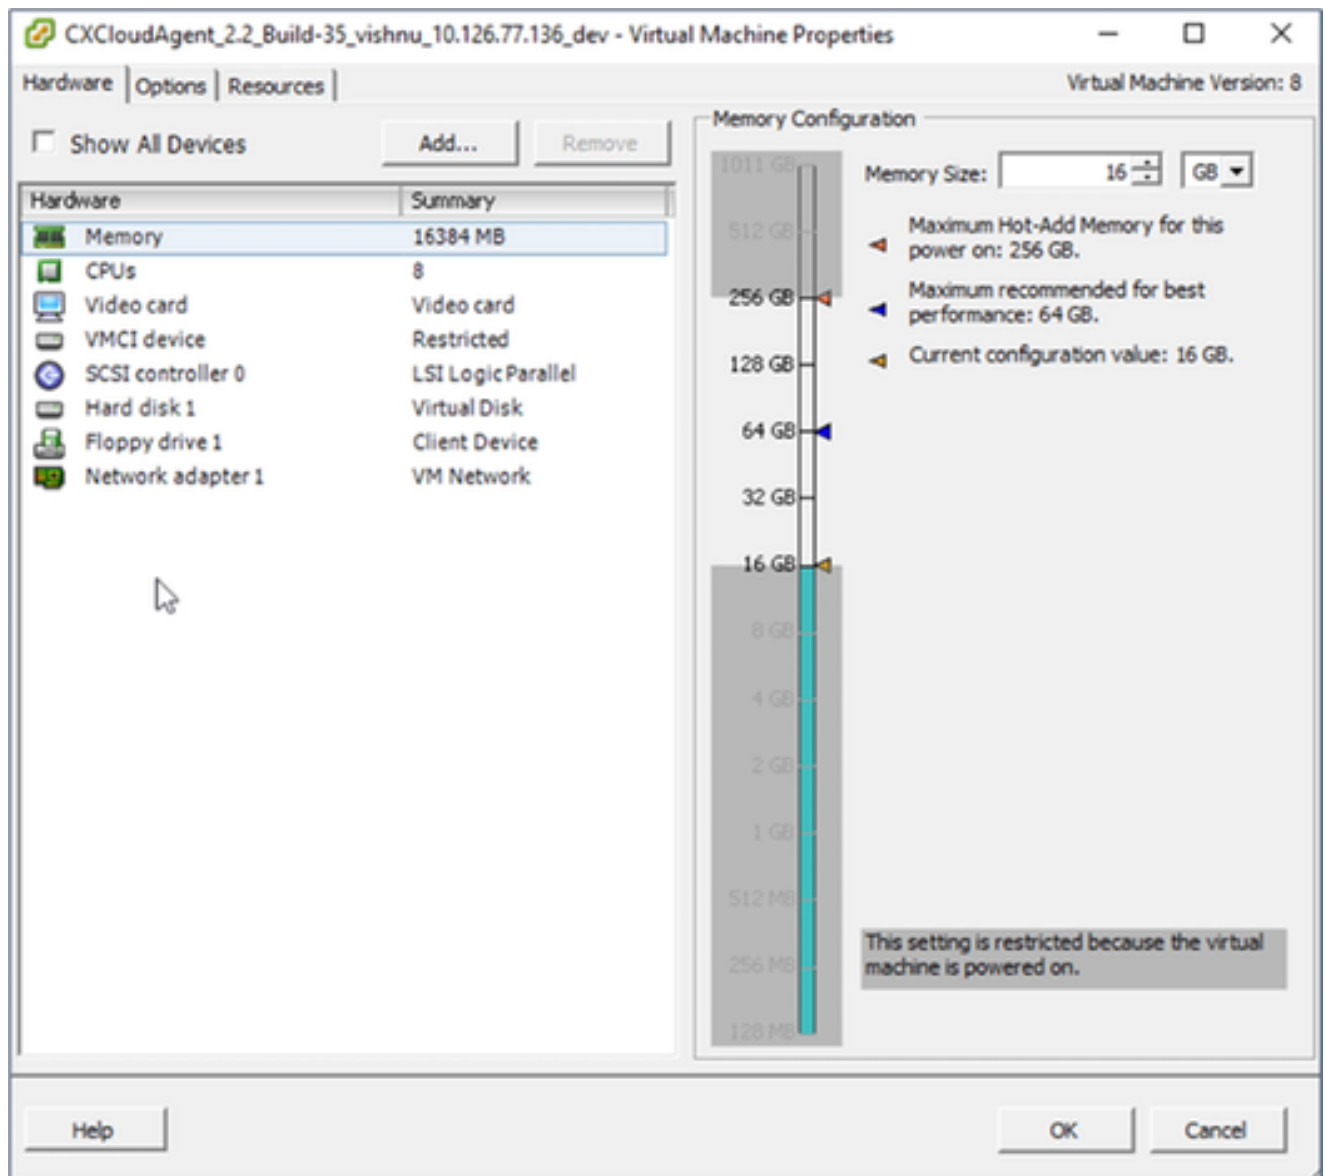 CXCloudAgent_2.2_Build-35_vishnu_10.126.77.136_dev - Virtual Machine Properties
Hardware Options Resources
Virtual Machine Version: 8
Show All Devices
Add...
Remove
Hardware Summary
Memory 16384 MB
CPUs 8
Video card Video card
VMCI device Restricted
SCSI controller 0 LSI Logic Parallel
Hard disk 1 Virtual Disk
Floppy drive 1 Client Device
Network adapter 1 VM Network
Memory Configuration
1011 GB
512 GB
256 GB
128 GB
64 GB
32 GB
16 GB
8 GB
4 GB
2 GB
1 GB
512 MB
256 MB
128 MB
Memory Size: 16 GB
Maximum Hot-Add Memory for this
power on: 256 GB.
Maximum recommended for best
performance: 64 GB.
Current configuration value: 16 GB.
This setting is restricted because the virtual
machine is powered on.
Help
OK
Cancel